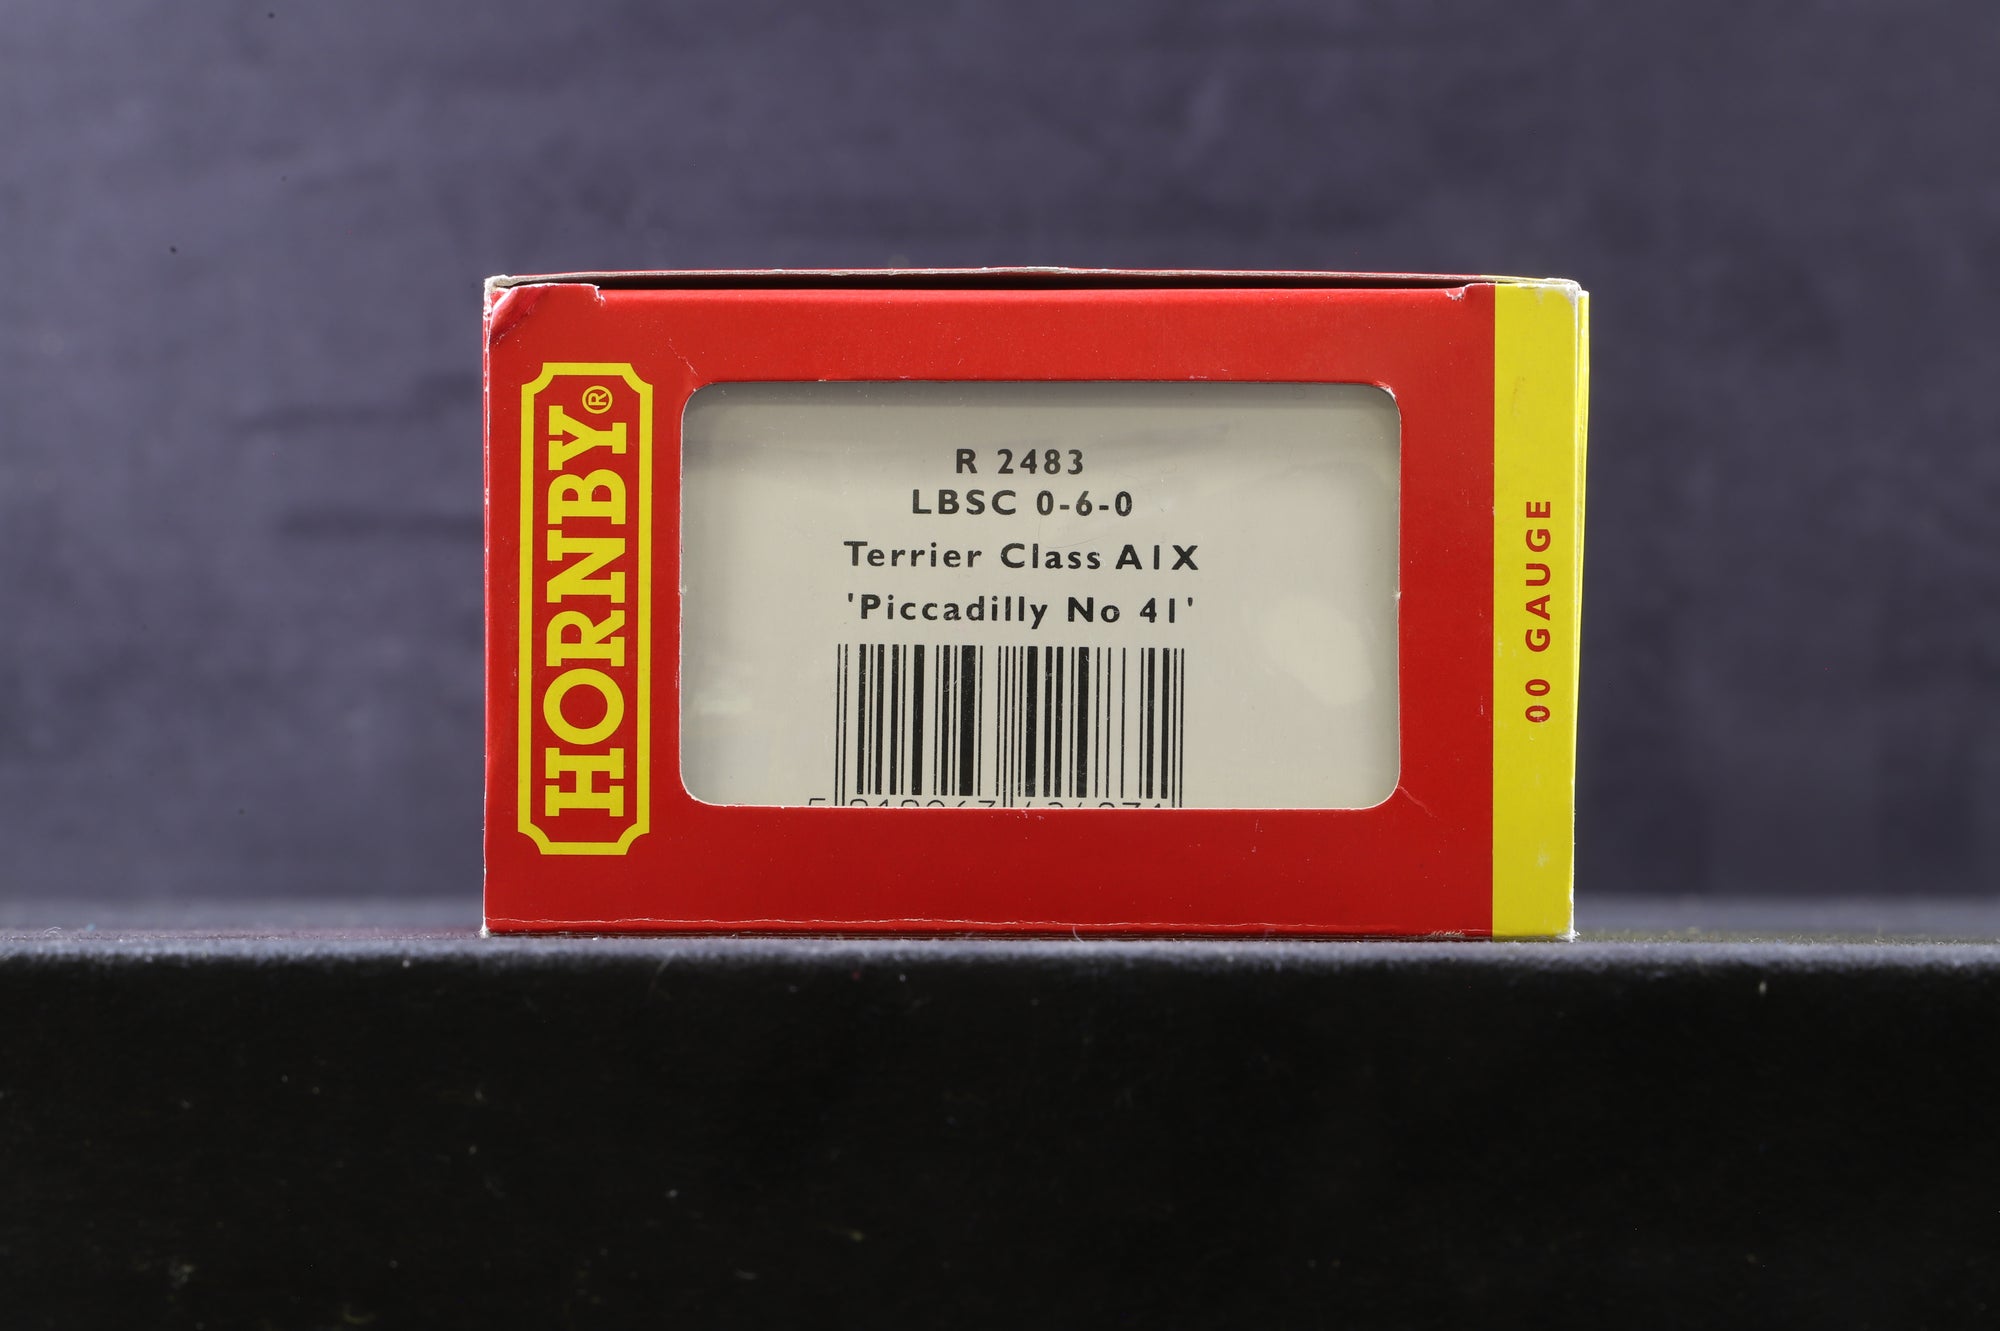 HORNBY®
R 2483
LBSC 0-6-0
Terrier Class A1X
'Piccadilly No 41'
00 GAUGE